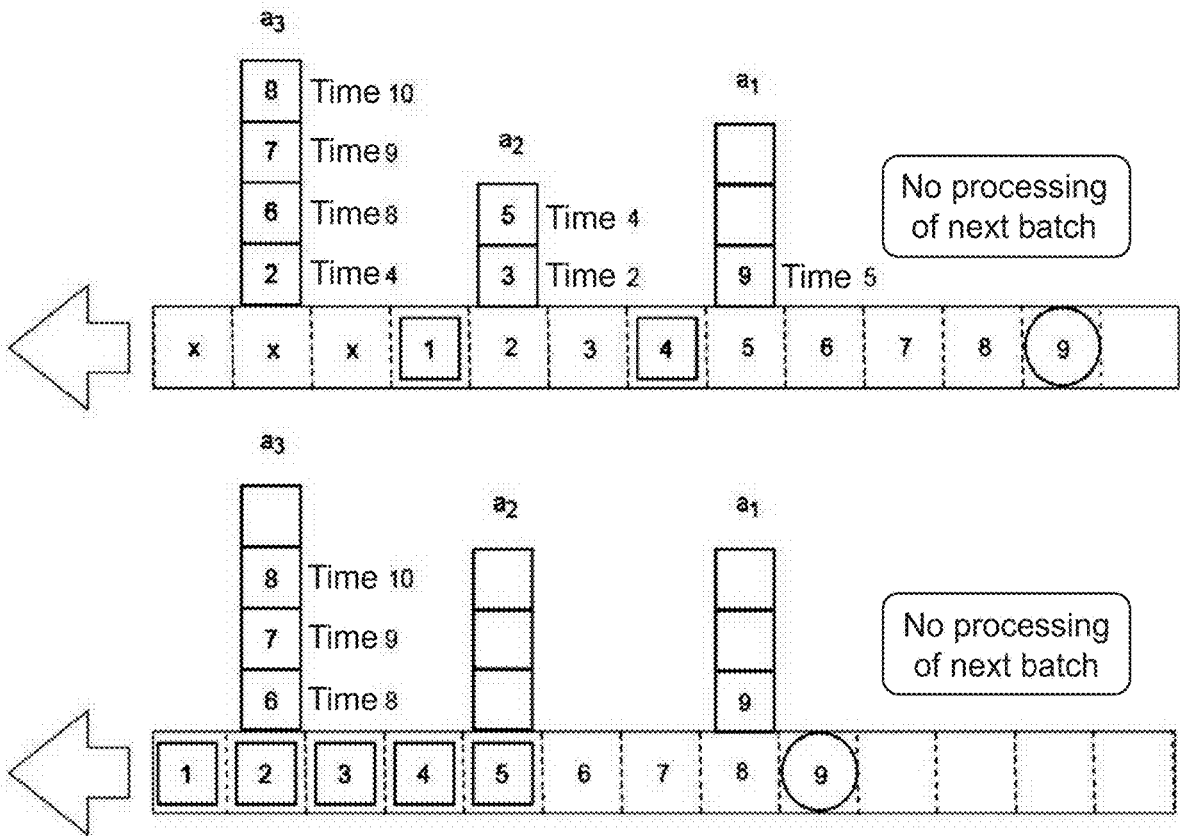 a3
8 Time 10
a1
7 Time 9
a2
6 Time 8
5 Time 4
No processing
of next batch
2 Time 4
3 Time 2
9 Time 5
x x x 1 2 3 4 5 6 7 8 9
a3
a2
a1
8 Time 10
7 Time 9
No processing
of next batch
6 Time 8
9
1 2 3 4 5 6 7 8 9